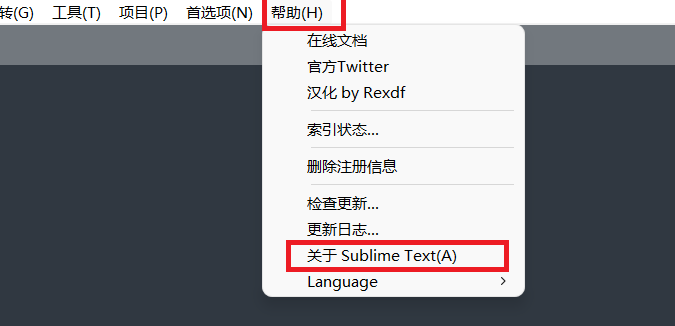 转(G) 工具(T) 项目(P) 首选项(N) 帮助(H)
在线文档
官方Twitter
汉化 by Rexdf
索引状态...
删除注册信息
检查更新...
更新日志...
关于 Sublime Text(A)
Language